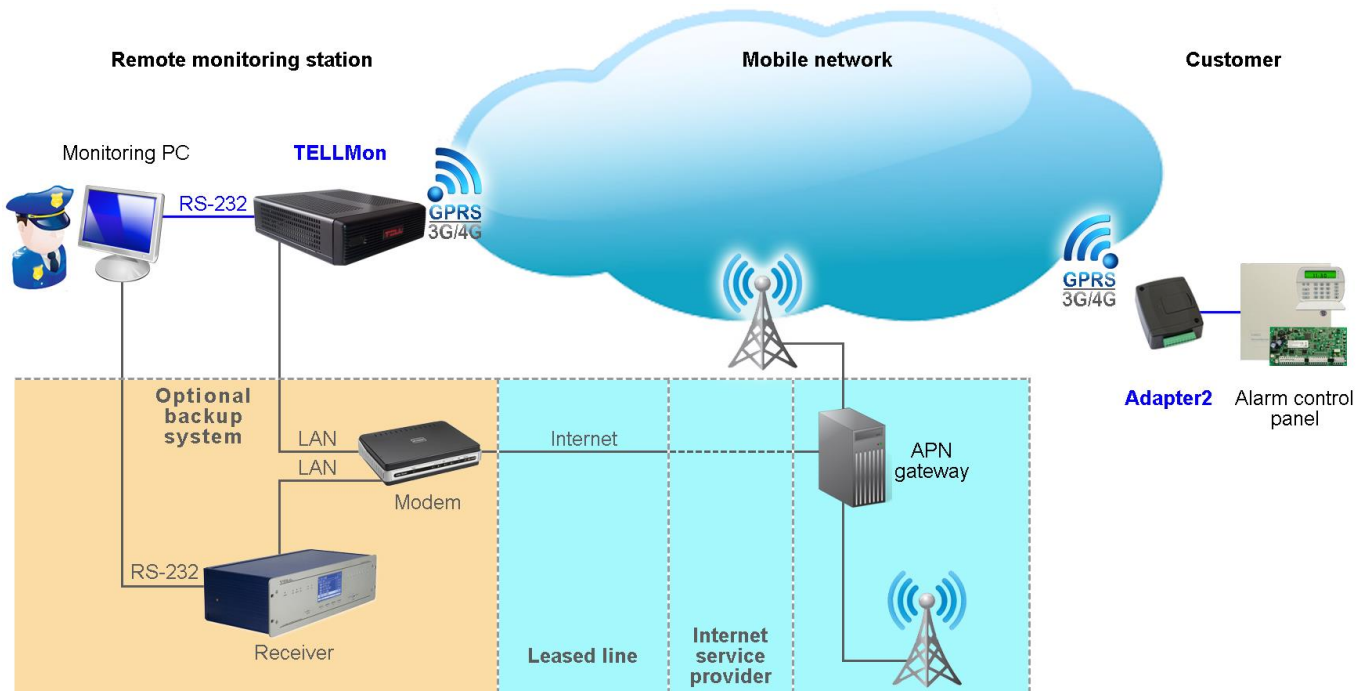 Remote monitoring station
Mobile network
Customer
Monitoring PC
TELLMon
RS-232
GPRS
3G/4G
GPRS
3G/4G
Adapter2
Alarm control
panel
Optional
backup
system
LAN
LAN
Modem
Internet
APN
gateway
RS-232
Receiver
Leased line
Internet
service
provider